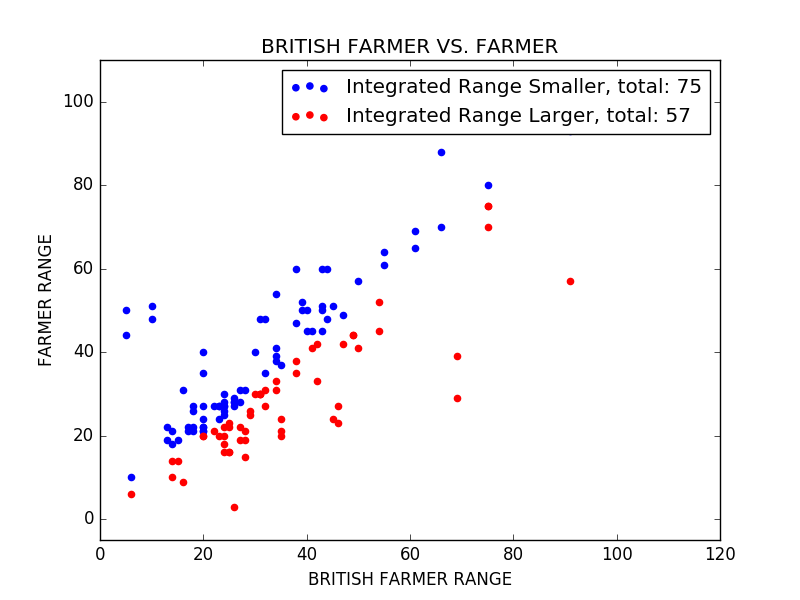 BRITISH FARMER VS. FARMER
Integrated Range Smaller, total: 75
Integrated Range Larger, total: 57
100
80
60
40
20
0
FARMER RANGE
0 20 40 60 80 100 120
BRITISH FARMER RANGE